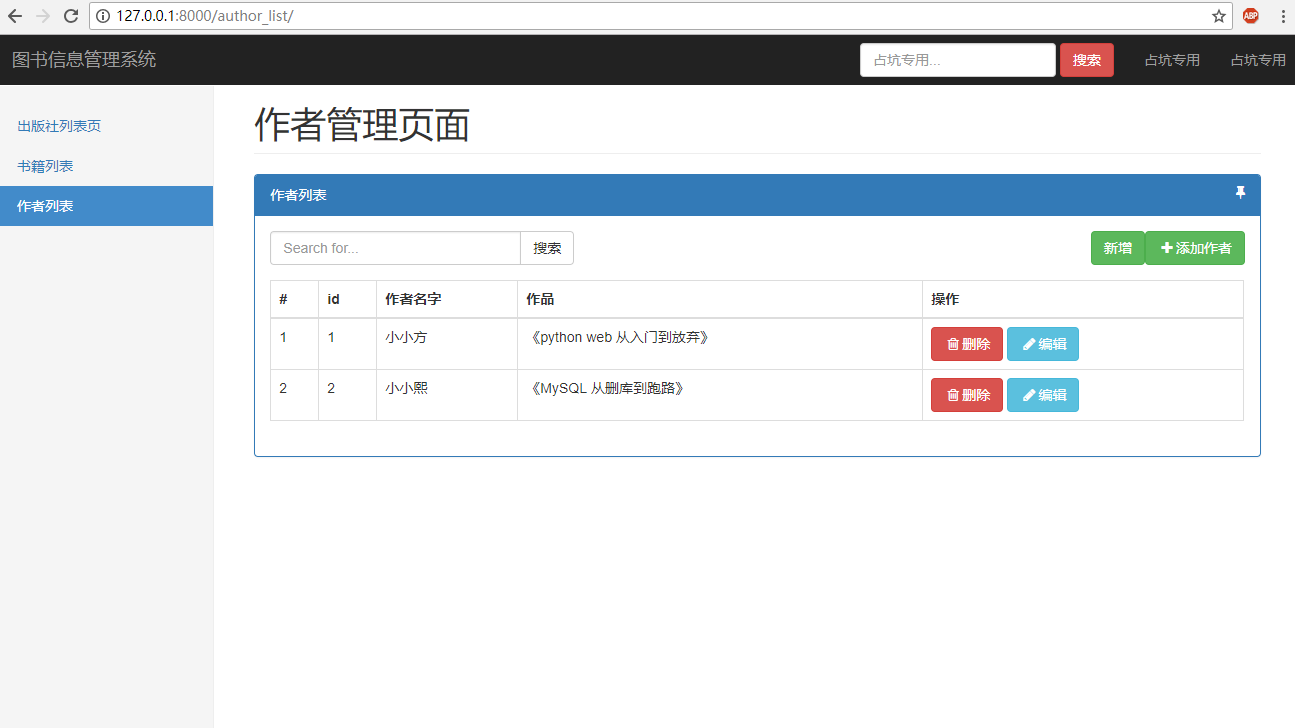 127.0.0.1:8000/author_list/
ABP
图书信息管理系统 占坑专用... 搜索 占坑专用 占坑专用
出版社列表页
书籍列表
作者列表
作者管理页面
作者列表
Search for... 搜索 新增 添加作者
# id 作者名字 作品 操作
1 1 小小方 《python web 从入门到放弃》 删除 编辑
2 2 小小熙 《MySQL 从删库到跑路》 删除 编辑